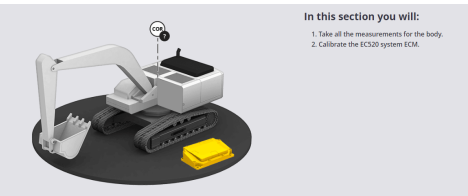 In this section you will:
1. Take all the measurements for the body.
2. Calibrate the EC520 system ECM.
COR
7